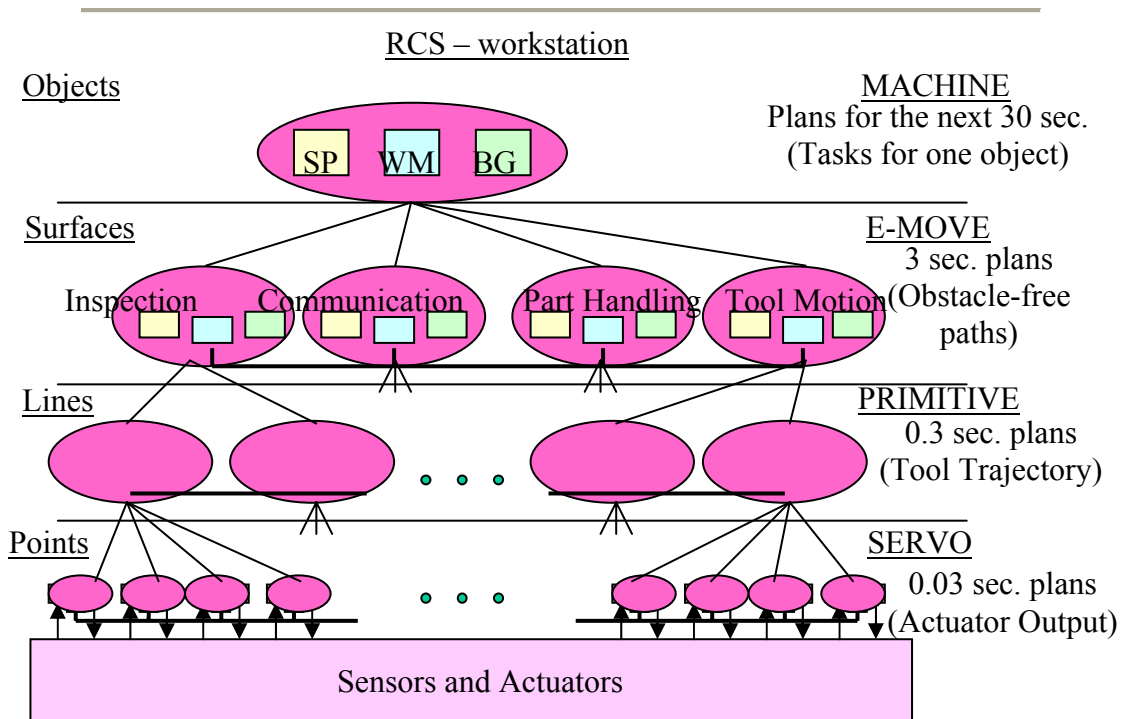 RCS – workstation
Objects
MACHINE
Plans for the next 30 sec.
(Tasks for one object)
SP WM BG
Surfaces
E-MOVE
3 sec. plans
(Obstacle-free
paths)
Inspection
Communication
Part Handling
Tool Motion
Lines
PRIMITIVE
0.3 sec. plans
(Tool Trajectory)
Points
SERVO
0.03 sec. plans
(Actuator Output)
Sensors and Actuators